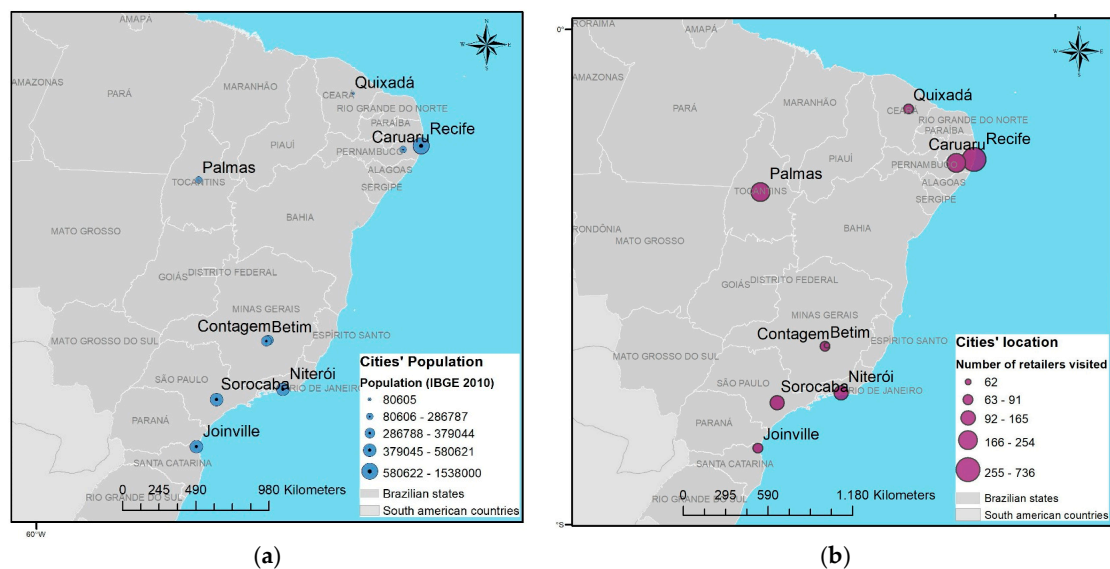 N
W E
S
AMAPÁ
AMAZONAS
PARÁ
MARANHÃO
Quixadá
CEARÁ
RIO GRANDE DO NORTE
PARAÍBA
Recife
Caruaru
PIAUÍ
PERNAMBUCO
Palmas
ALAGOAS
TOCANTINS
SERGIPE
BAHIA
MATO GROSSO
DISTRITO FEDERAL
GOIÁS
MINAS GERAIS
Contagem
Betim
ESPÍRITO SANTO
MATO GROSSO DO SUL
SÃO PAULO
Sorocaba
Niterói
RIO DE JANEIRO
PARANÁ
Joinville
SANTA CATARINA
RIO GRANDE DO SUL
0 245 490 980 Kilometers
Cities' Population
Population (IBGE 2010)
80605
80606 - 286787
286788 - 379044
379045 - 580621
580622 - 1538000
Brazilian states
South american countries
60°W
(a)
0°
N
W E
S
RORAIMA
AMAPÁ
AMAZONAS
PARÁ
MARANHÃO
Quixadá
CEARÁ
RIO GRANDE DO NORTE
PARAÍBA
Recife
Caruaru
PIAUÍ
PERNAMBUCO
Palmas
ALAGOAS
TOCANTINS
SERGIPE
BAHIA
RONDÔNIA
MATO GROSSO
DISTRITO FEDERAL
GOIÁS
MINAS GERAIS
Contagem
Betim
ESPÍRITO SANTO
MATO GROSSO DO SUL
SÃO PAULO
Sorocaba
Niterói
RIO DE JANEIRO
PARANÁ
Joinville
SANTA CATARINA
RIO GRANDE DO SUL
0 295 590 1.180 Kilometers
Cities' location
Number of retailers visited
62
63 - 91
92 - 165
166 - 254
255 - 736
Brazilian states
South american countries
°S
(b)